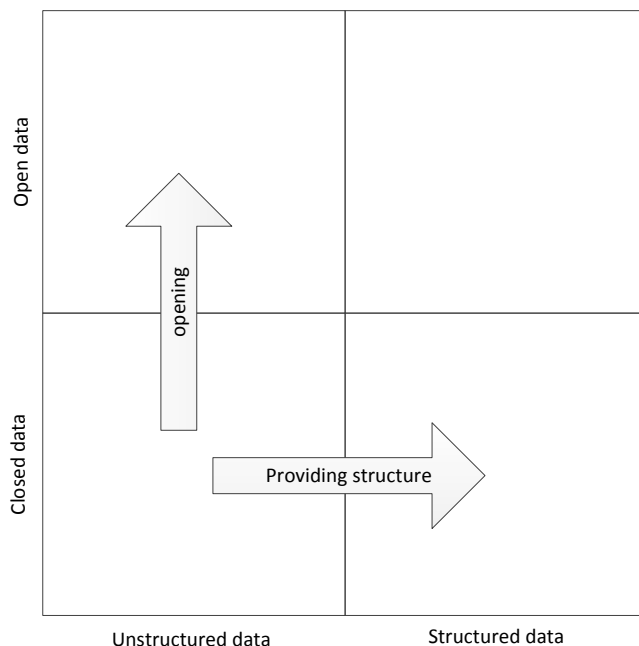 Open data
opening
Closed data
Providing structure
Unstructured data
Structured data